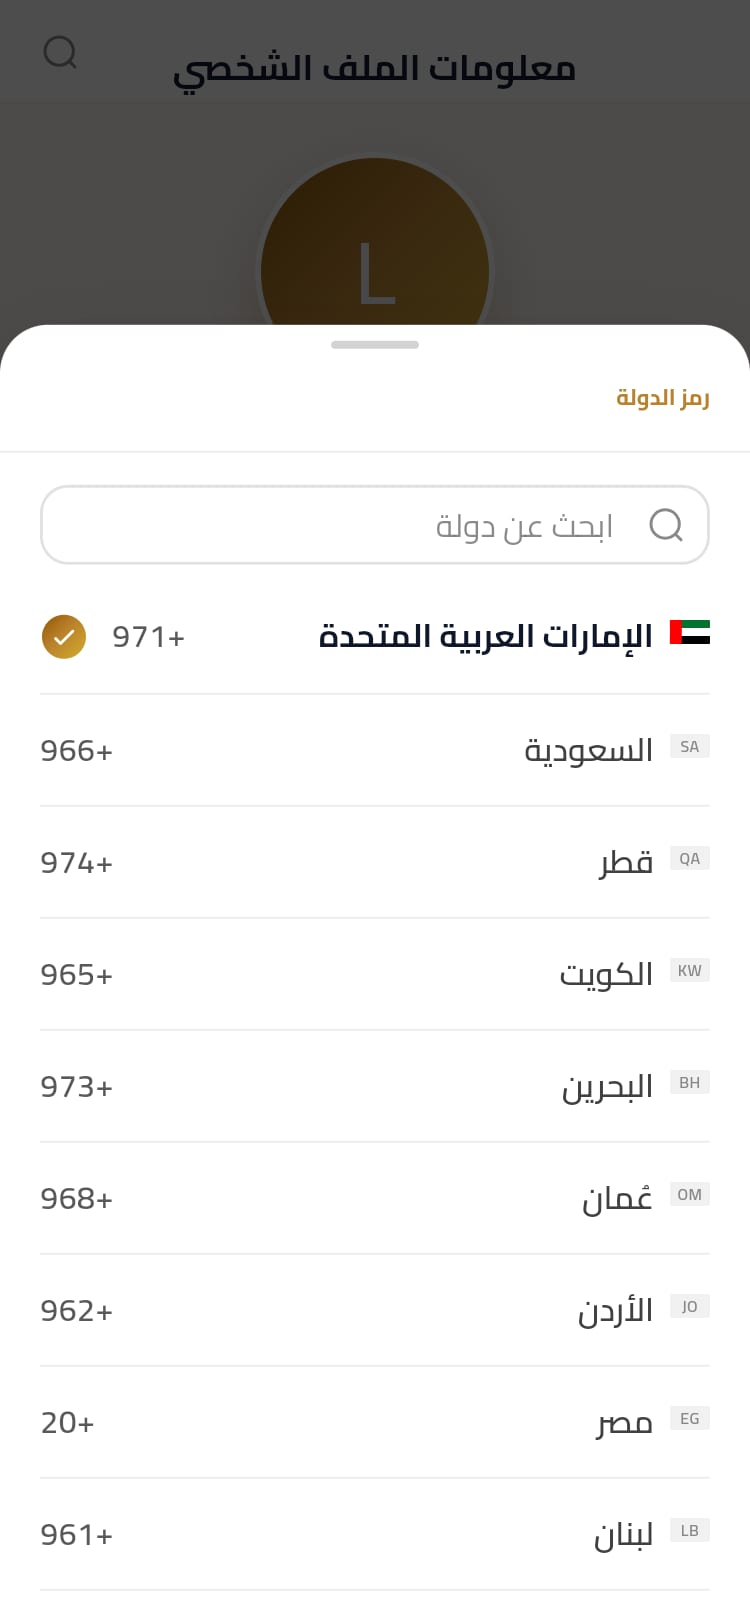 معلومات الملف الشخصي
L
رمز الدولة
ابحث عن دولة
الإمارات العربية المتحدة 971+
SA السعودية 966+
QA قطر 974+
KW الكويت 965+
BH البحرين 973+
OM عُمان 968+
JO الأردن 962+
EG مصر 20+
LB لبنان 961+